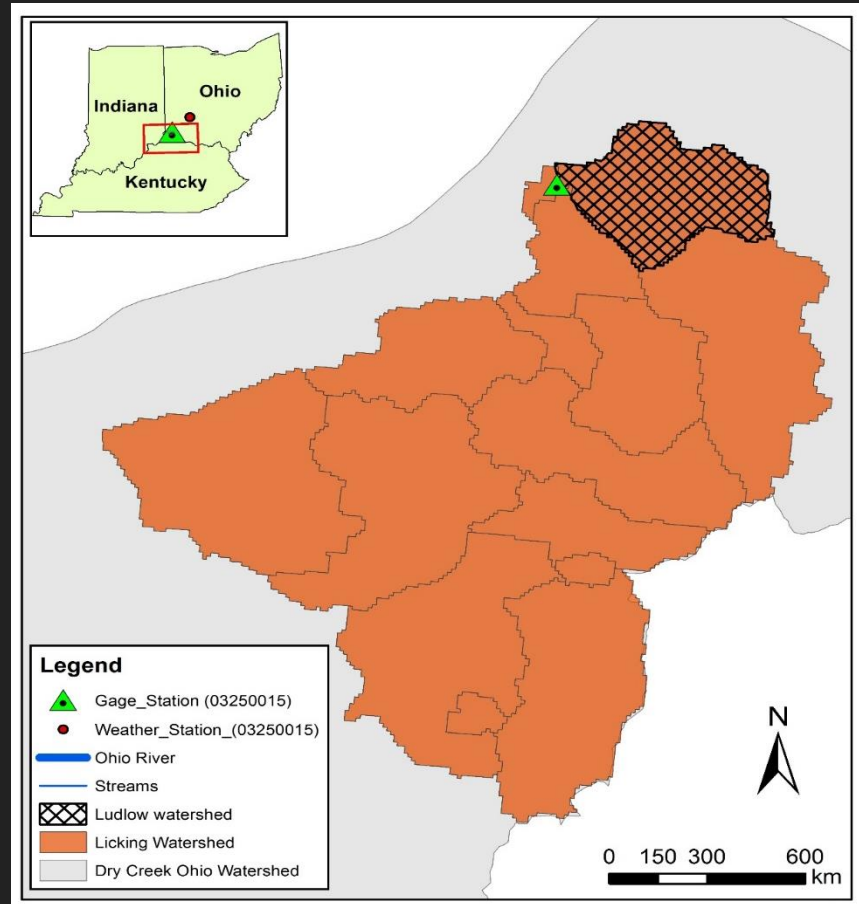 Indiana
Ohio
Kentucky
Legend
Gage_Station (03250015)
Weather_Station_(03250015)
Ohio River
Streams
Ludlow watershed
Licking Watershed
Dry Creek Ohio Watershed
N
0 150 300 600
km